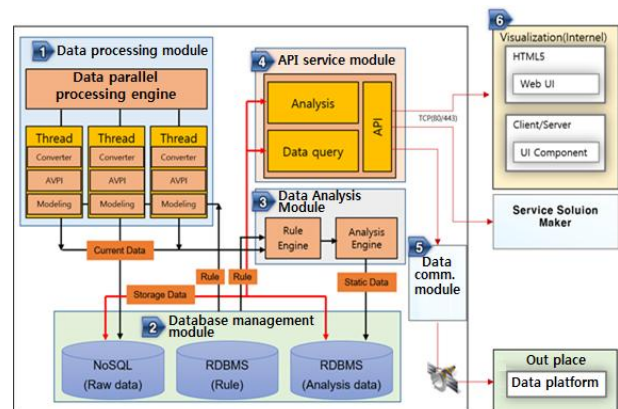 1 Data processing module
Data parallel
processing engine
Thread Thread Thread
Converter Converter Converter
AVPI AVPI AVPI
Modeling Modeling Modeling
Current Data
Storage Data
Rule Rule
2 Database management
module
NoSQL
(Raw data)
RDBMS
(Rule)
RDBMS
(Analysis data)
3 Data Analysis
Module
Rule
Engine
Analysis
Engine
Static Data
4 API service module
Analysis
Data query
API
TCP(80/443)
5 Data
comm.
module
6
Visualization(Internel)
HTML5
Web UI
Client/Server
UI Component
Service Soluion
Maker
Out place
Data platform